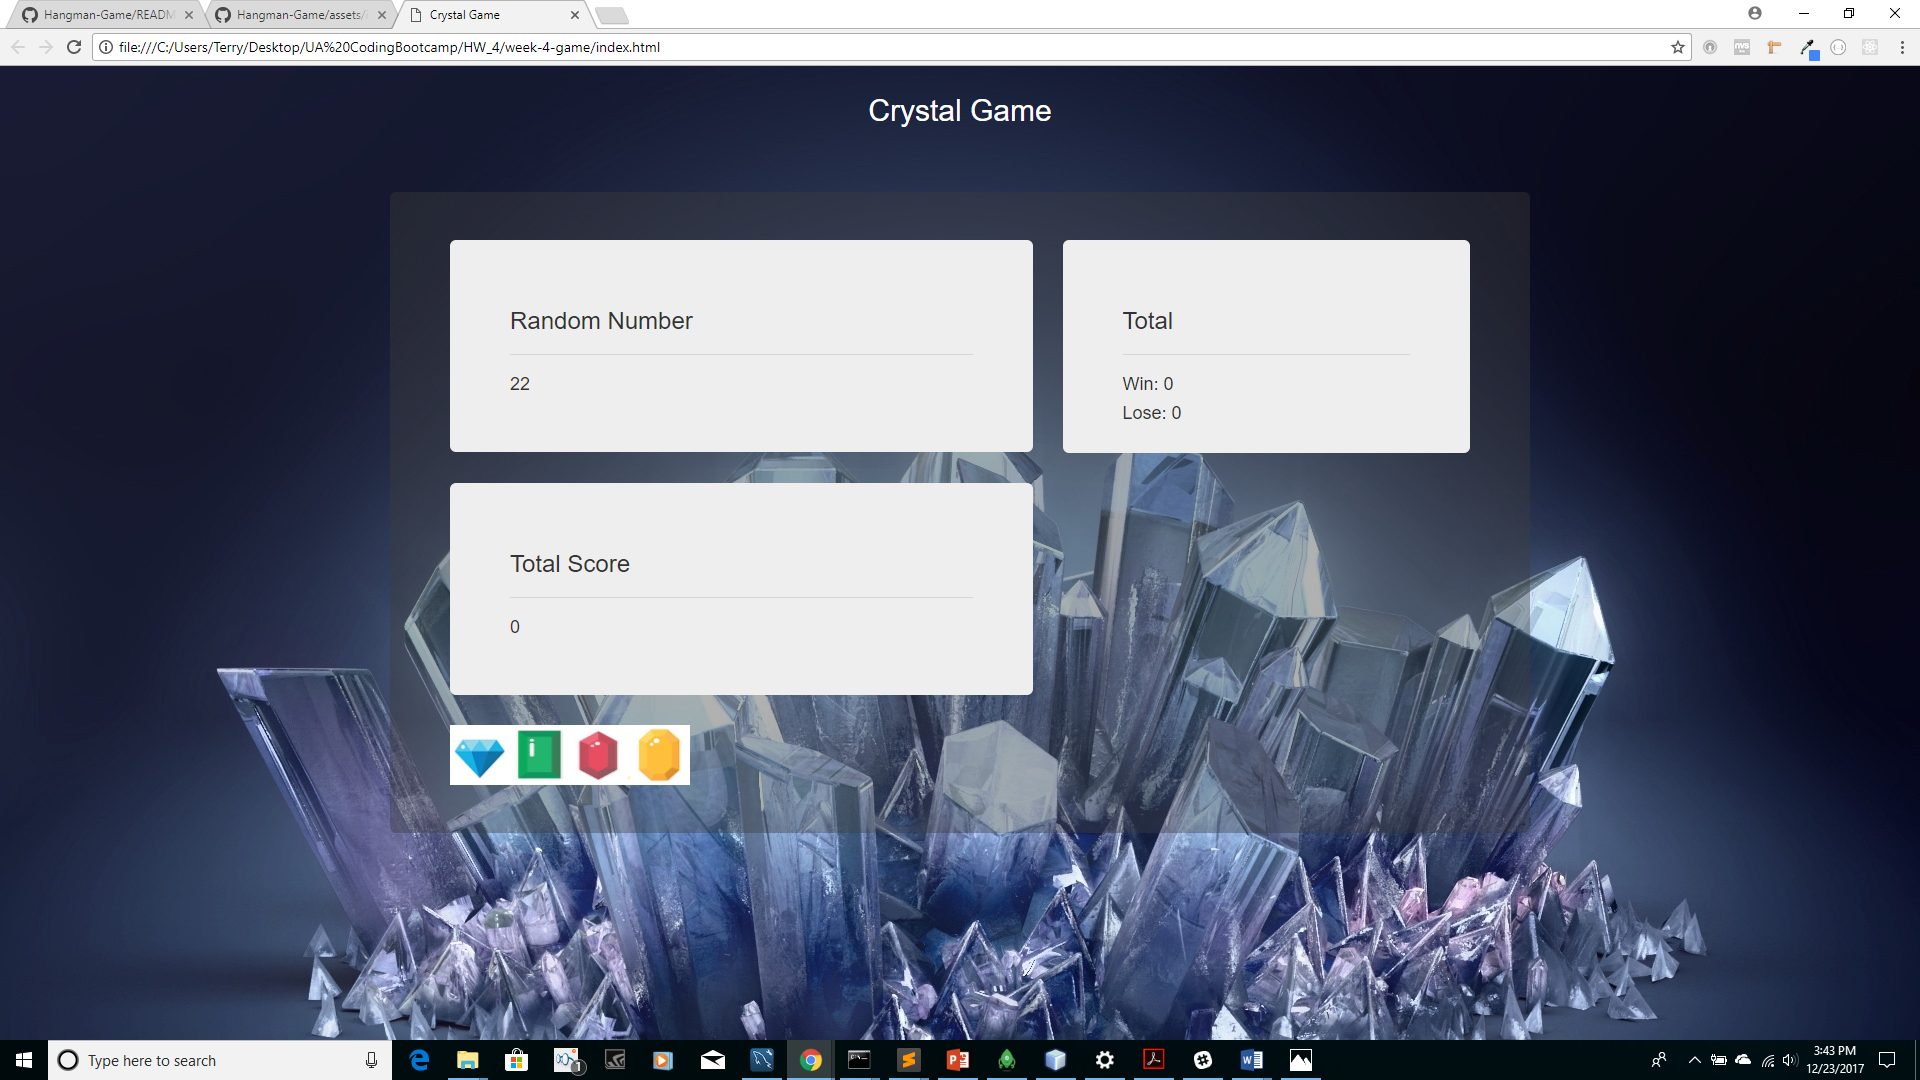 Hangman-Game/READM
Hangman-Game/assets/
Crystal Game
file:///C:/Users/Terry/Desktop/UA%20CodingBootcamp/HW_4/week-4-game/index.html
Crystal Game
Random Number
22
Total
Win: 0
Lose: 0
Total Score
0
Type here to search
1
3:43 PM
12/23/2017